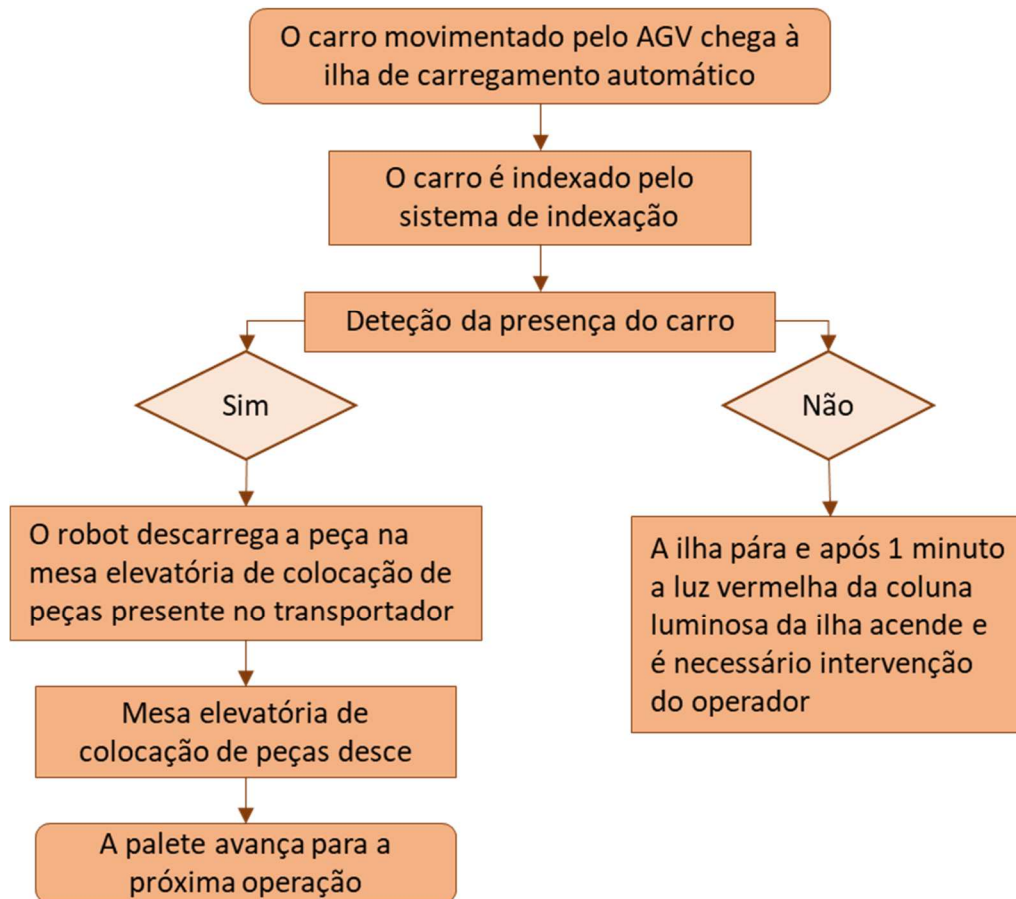 O carro movimentado pelo AGV chega à
ilha de carregamento automático
O carro é indexado pelo
sistema de indexação
Deteção da presença do carro
Sim
Não
O robot descarrega a peça na
mesa elevatória de colocação de
peças presente no transportador
A ilha pára e após 1 minuto
a luz vermelha da coluna
luminosa da ilha acende e
é necessário intervenção
do operador
Mesa elevatória de
colocação de peças desce
A palete avança para a
próxima operação